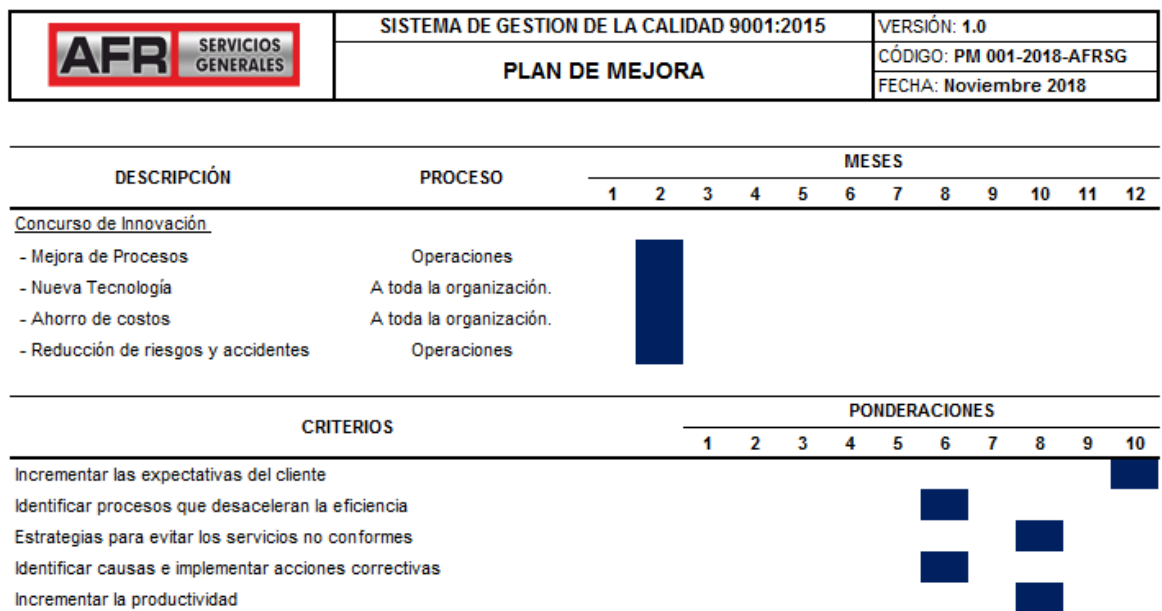 AFR SERVICIOS GENERALES
SISTEMA DE GESTION DE LA CALIDAD 9001:2015
PLAN DE MEJORA
VERSIÓN: 1.0
CÓDIGO: PM 001-2018-AFRSG
FECHA: Noviembre 2018
DESCRIPCIÓN PROCESO MESES
1 2 3 4 5 6 7 8 9 10 11 12
Concurso de Innovación
- Mejora de Procesos Operaciones
- Nueva Tecnología A toda la organización.
- Ahorro de costos A toda la organización.
- Reducción de riesgos y accidentes Operaciones
CRITERIOS PONDERACIONES
1 2 3 4 5 6 7 8 9 10
Incrementar las expectativas del cliente
Identificar procesos que desaceleran la eficiencia
Estrategias para evitar los servicios no conformes
Identificar causas e implementar acciones correctivas
Incrementar la productividad